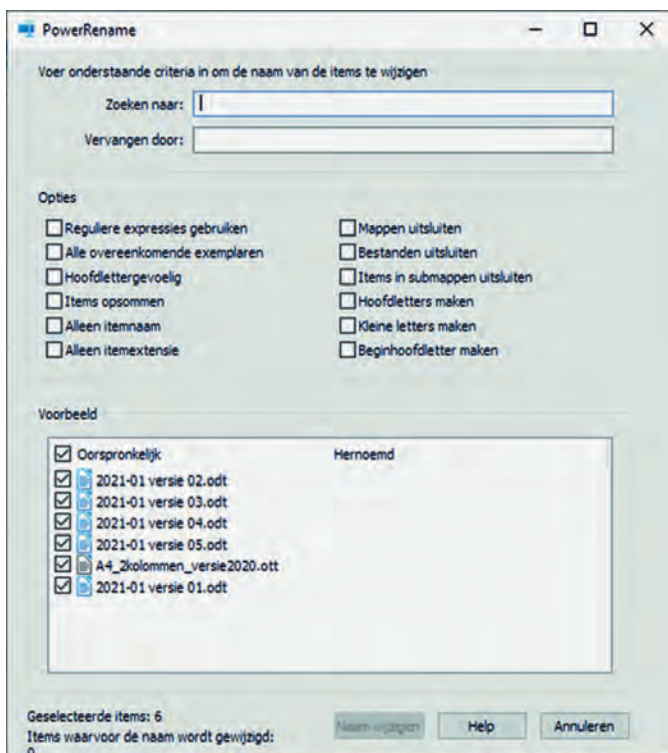 PowerRename
Voer onderstaande criteria in om de naam van de items te wijzigen
Zoeken naar:
Vervangen door:
Opties
Reguliere expressies gebruiken
Alle overeenkomende exemplaren
Hoofdlettergevoelig
Items opsommen
Alleen itemnaam
Alleen itemextensie
Mappen uitsluiten
Bestanden uitsluiten
Items in submappen uitsluiten
Hoofdletters maken
Kleine letters maken
Beginhoofdletter maken
Voorbeeld
Oorspronkelijk Hernoemd
2021-01 versie 02.odt
2021-01 versie 03.odt
2021-01 versie 04.odt
2021-01 versie 05.odt
A4_2kolommen_versie2020.ott
2021-01 versie 01.odt
Geselecteerde items: 6
Items waarvoor de naam wordt gewijzigd:
0
Naam wijzigen Help Annuleren